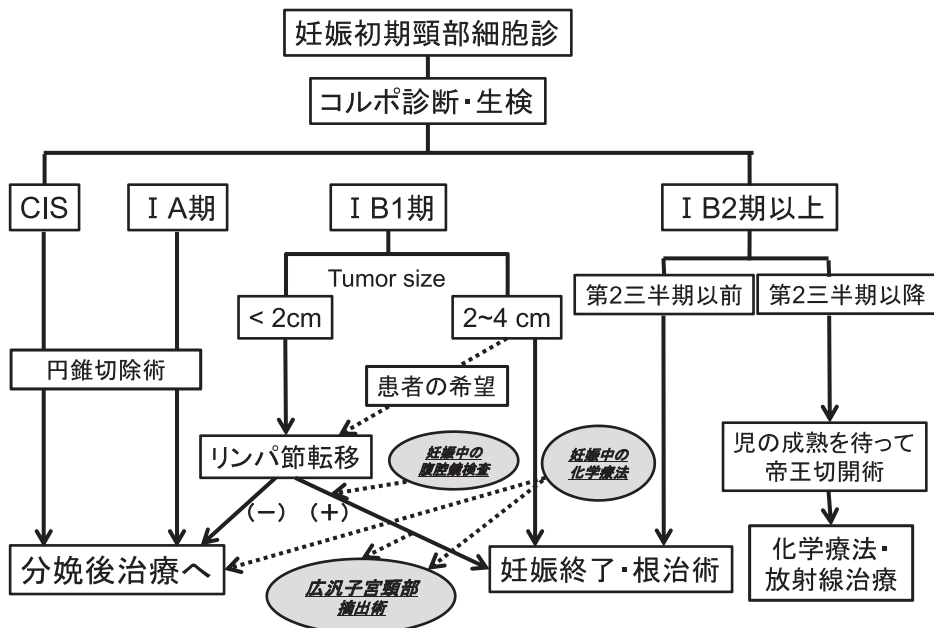 妊娠初期頸部細胞診
コルポ診断・生検
CIS
ⅠA期
ⅠB1期
ⅠB2期以上
Tumor size
第2三半期以前
第2三半期以降
< 2cm
2~4 cm
円錐切除術
患者の希望
リンパ節転移
妊娠中の
腹腔鏡検査
妊娠中の
化学療法
児の成熟を待って
帝王切開術
(−)
(+)
分娩後治療へ
広汎子宮頸部
摘出術
妊娠終了・根治術
化学療法・
放射線治療